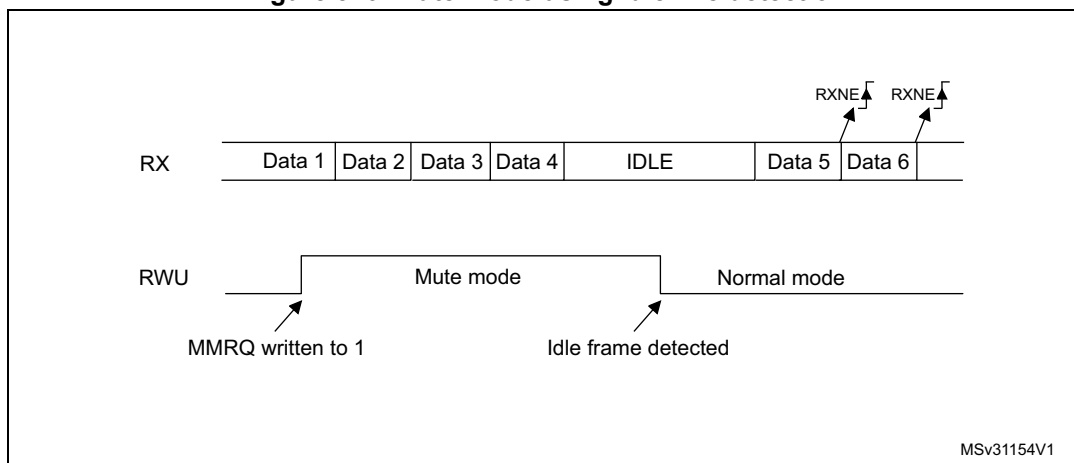 RXNE RXNE
RX Data 1 Data 2 Data 3 Data 4 IDLE Data 5 Data 6
RWU Mute mode Normal mode
MMRQ written to 1 Idle frame detected
MSv31154V1